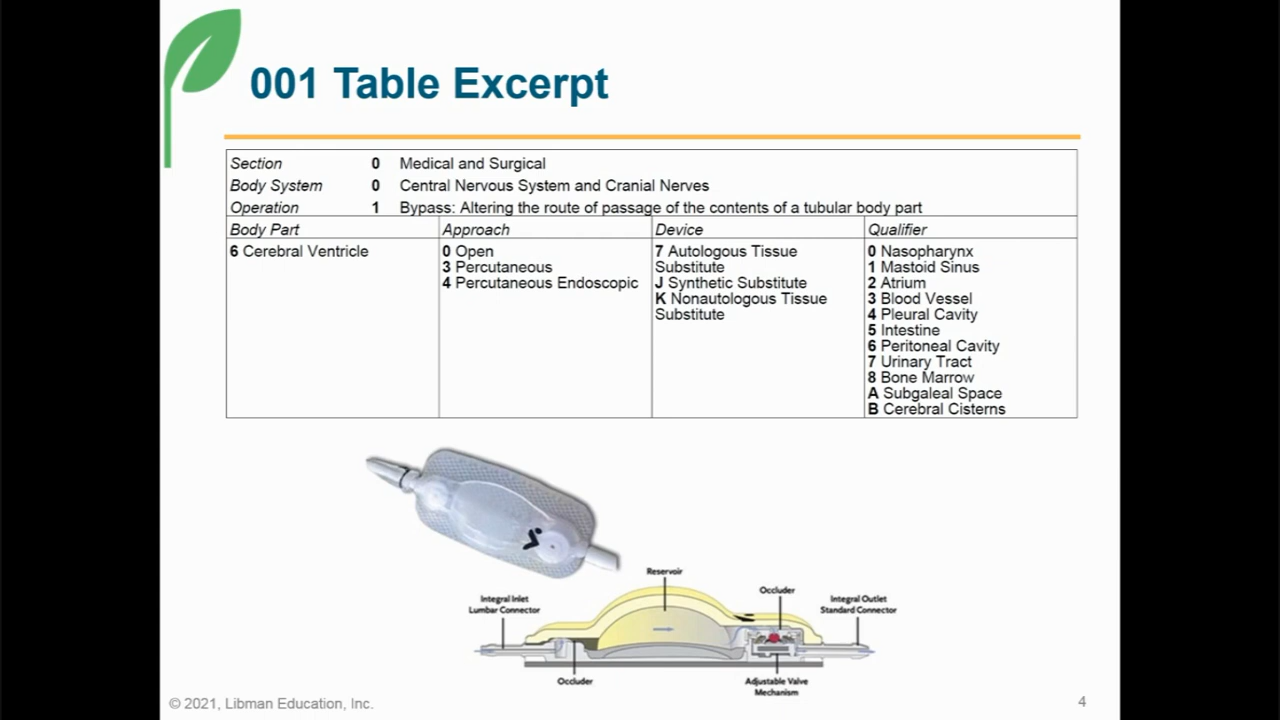 001 Table Excerpt
Section 0 Medical and Surgical
Body System 0 Central Nervous System and Cranial Nerves
Operation 1 Bypass: Altering the route of passage of the contents of a tubular body part
Body Part Approach Device Qualifier
6 Cerebral Ventricle
0 Open
3 Percutaneous
4 Percutaneous Endoscopic
7 Autologous Tissue
Substitute
J Synthetic Substitute
K Nonautologous Tissue
Substitute
0 Nasopharynx
1 Mastoid Sinus
2 Atrium
3 Blood Vessel
4 Pleural Cavity
5 Intestine
6 Peritoneal Cavity
7 Urinary Tract
8 Bone Marrow
A Subgaleal Space
B Cerebral Cisterns
Reservoir
Occluder
Integral Inlet
Lumbar Connector
Integral Outlet
Standard Connector
Occluder
Adjustable Valve
Mechanism
© 2021, Libman Education, Inc.
4